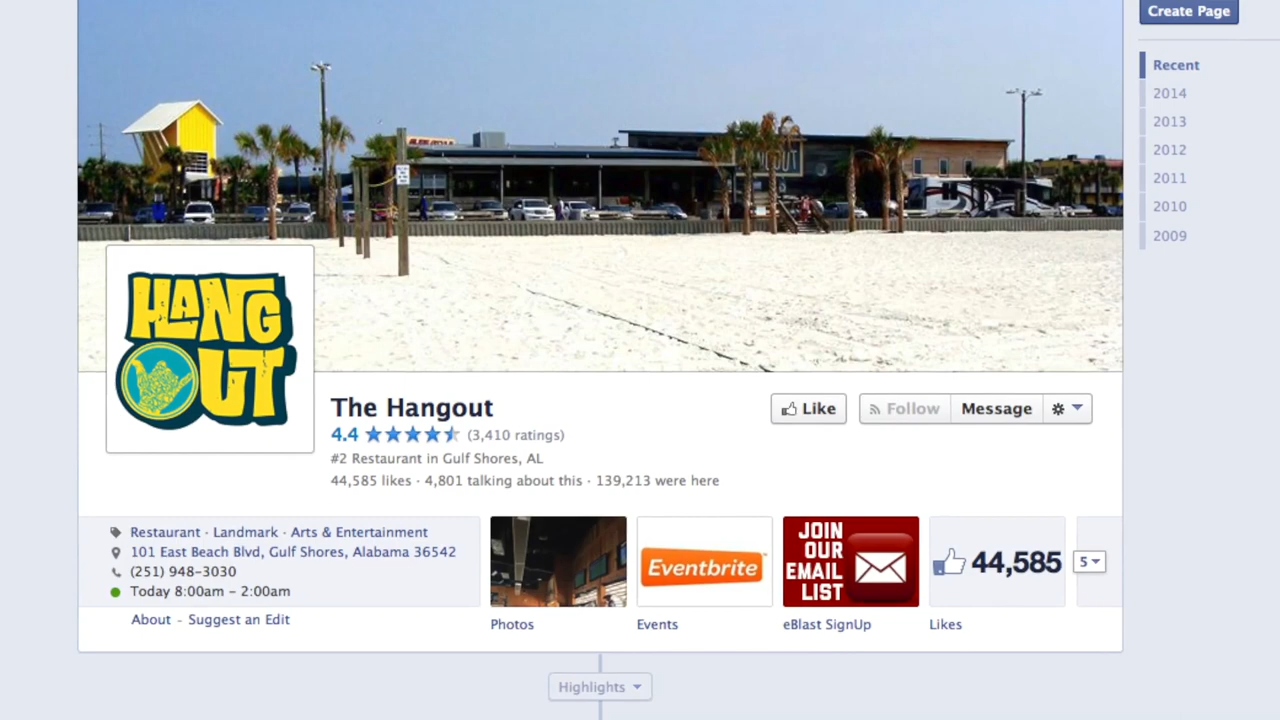 Create Page
Recent
2014
2013
2012
2011
2010
2009
HANG
OUT
The Hangout
Like
Follow
Message
4.4 (3,410 ratings)
#2 Restaurant in Gulf Shores, AL
44,585 likes · 4,801 talking about this · 139,213 were here
Restaurant · Landmark · Arts & Entertainment
101 East Beach Blvd, Gulf Shores, Alabama 36542
(251) 948-3030
Today 8:00am – 2:00am
About - Suggest an Edit
Photos
Eventbrite
Events
JOIN
OUR
EMAIL
LIST
eBlast SignUp
44,585
Likes
5
Highlights